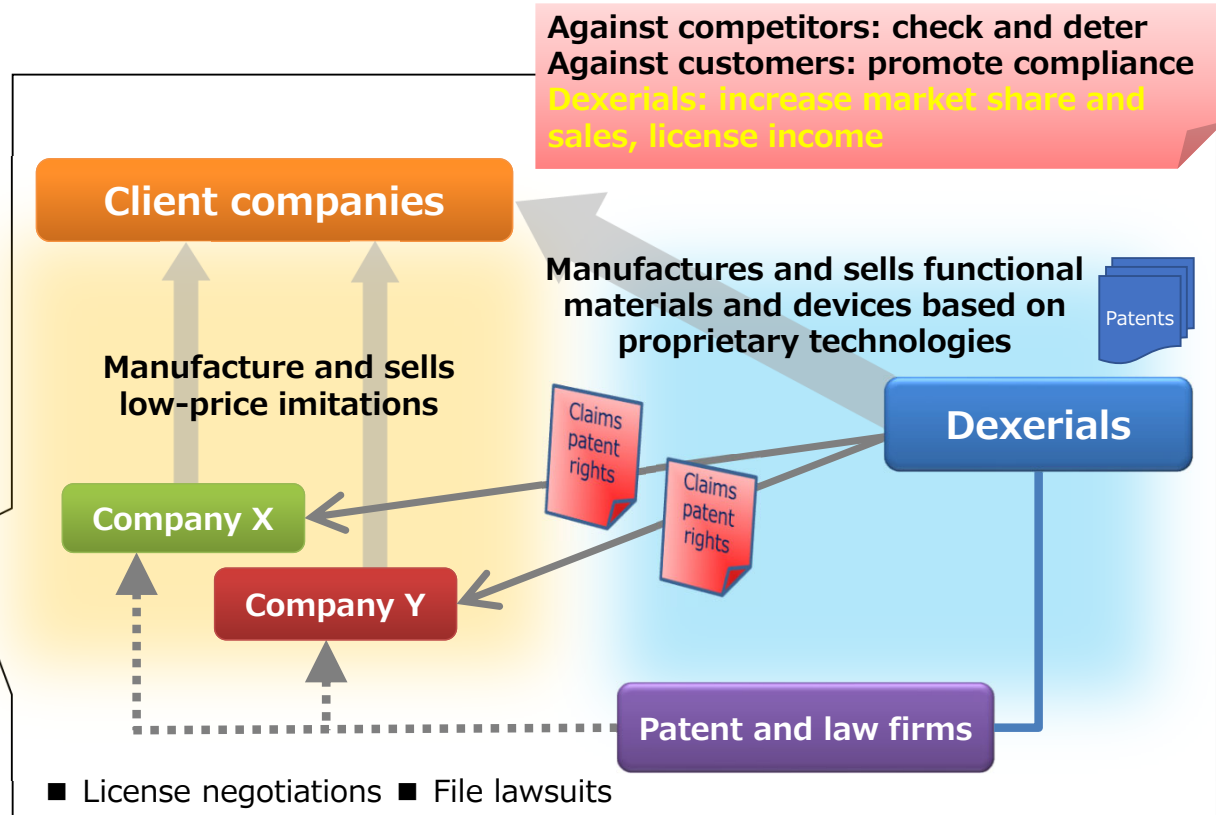 Against competitors: check and deter
Against customers: promote compliance
Dexerials: increase market share and
sales, license income
Client companies
Manufactures and sells functional
materials and devices based on
proprietary technologies
Patents
Manufacture and sells
low-price imitations
Claims
patent
rights
Claims
patent
rights
Dexerials
Company X
Company Y
Patent and law firms
■ License negotiations ■ File lawsuits